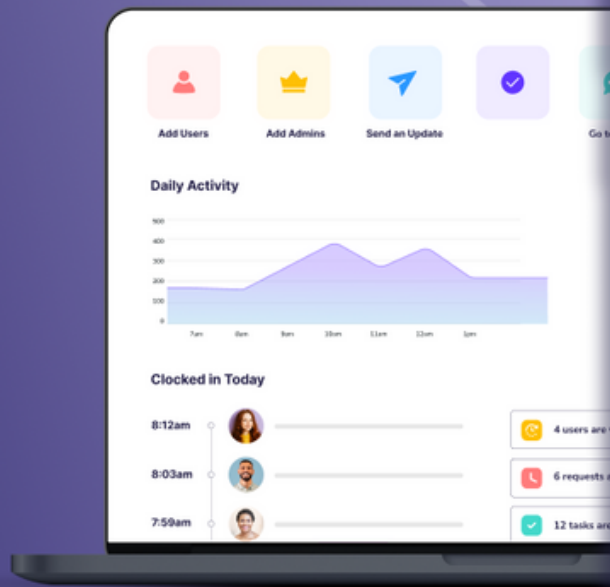 Add Users
Add Admins
Send an Update
Go t
Daily Activity
500
400
300
200
100
0
7am 8am 9am 10am 11am 12am 1pm
Clocked in Today
8:12am
4 users are
8:03am
6 requests a
7:59am
12 tasks are